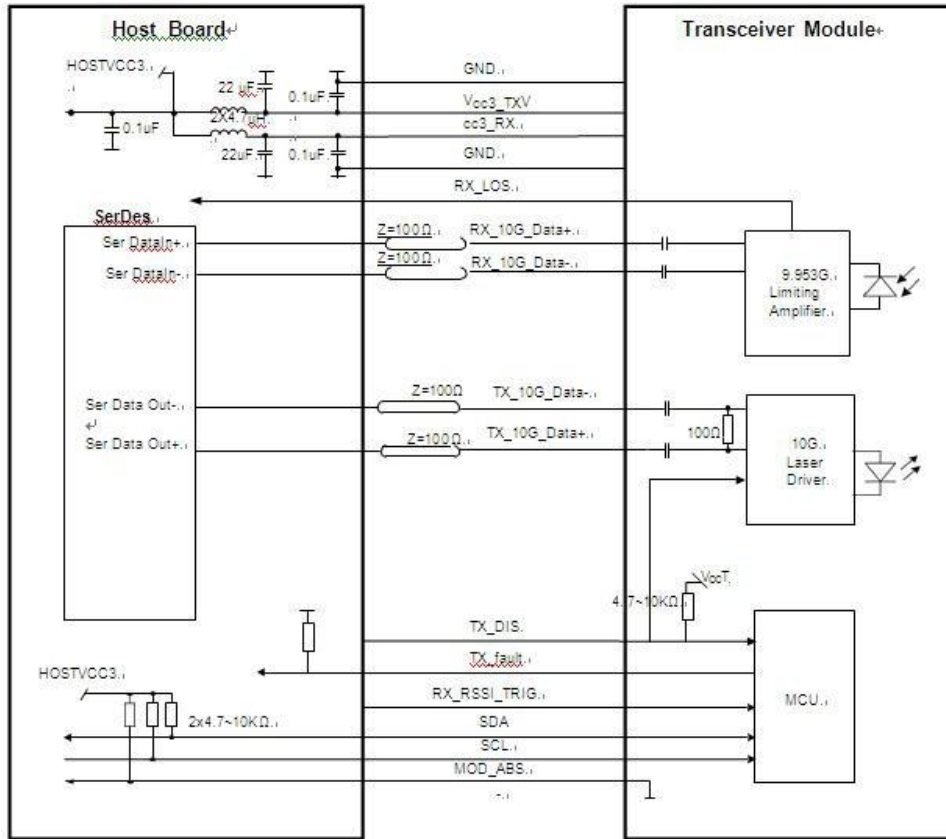 Host Board
Transceiver Module
HOSTVCC3.
22 uF.
0.1uF.
GND.
Vcc3_TXV
0.1uF
2X4.7uH
cc3_RX.
22uF.
0.1uF.
GND.
RX_LOS.
SerDes
Ser DataIn+.
Z=100Ω.
RX_10G_Data+.
Ser DataIn-.
Z=100Ω.
RX_10G_Data-.
9.953G.
Limiting
Amplifier.
Ser Data Out-.
Z=100Ω
TX_10G_Data-.
Ser Data Out+.
Z=100Ω.
TX_10G_Data+.
100Ω
10G.
Laser
Driver.
VccT.
4.7~10KΩ.
TX_DIS.
TX_fault.
HOSTVCC3.
RX_RSSI_TRIG.
2x4.7~10KΩ.
SDA
SCL.
MOD_ABS.
MCU.